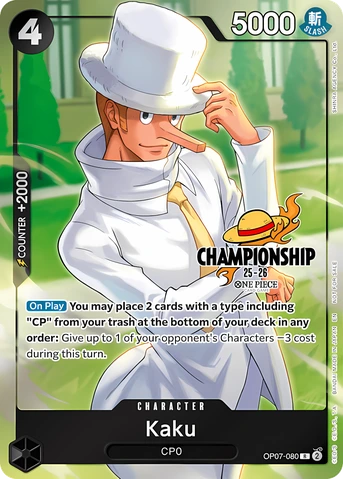 4
5000
斬
SLASH
COUNTER +2000
CHAMPIONSHIP
25-26
ONE PIECE
On Play You may place 2 cards with a type including
"CP" from your trash at the bottom of your deck in any
order: Give up to 1 of your opponent's Characters −3 cost
during this turn.
CHARACTER
Kaku
CP0
OP07-080 R 2